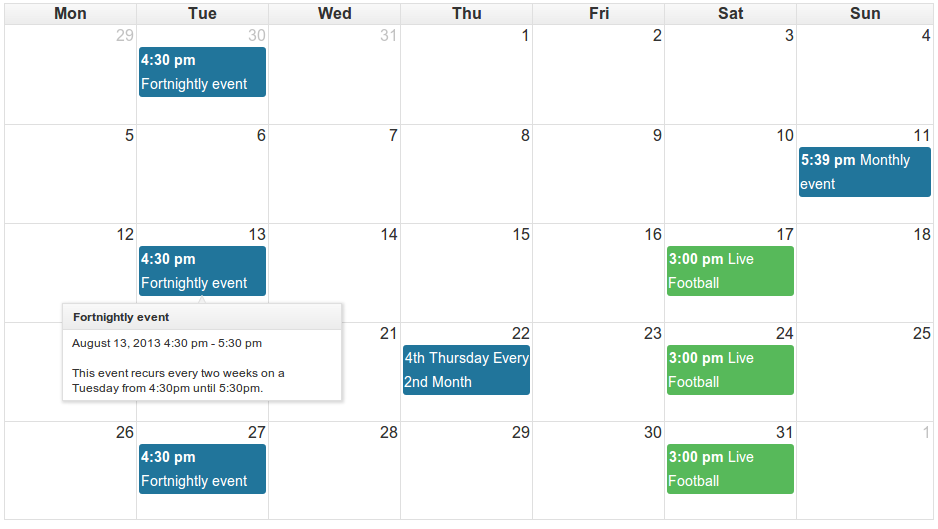 Mon Tue Wed Thu Fri Sat Sun
29 30 31 1 2 3 4
4:30 pm
Fortnightly event
5 6 7 8 9 10 11
5:39 pm Monthly
event
12 13 14 15 16 17 18
4:30 pm
Fortnightly event
3:00 pm Live
Football
Fortnightly event
August 13, 2013 4:30 pm - 5:30 pm
This event recurs every two weeks on a
Tuesday from 4:30pm until 5:30pm.
21 22 23 24 25
4th Thursday Every
2nd Month
3:00 pm Live
Football
26 27 28 29 30 31 1
4:30 pm
Fortnightly event
3:00 pm Live
Football